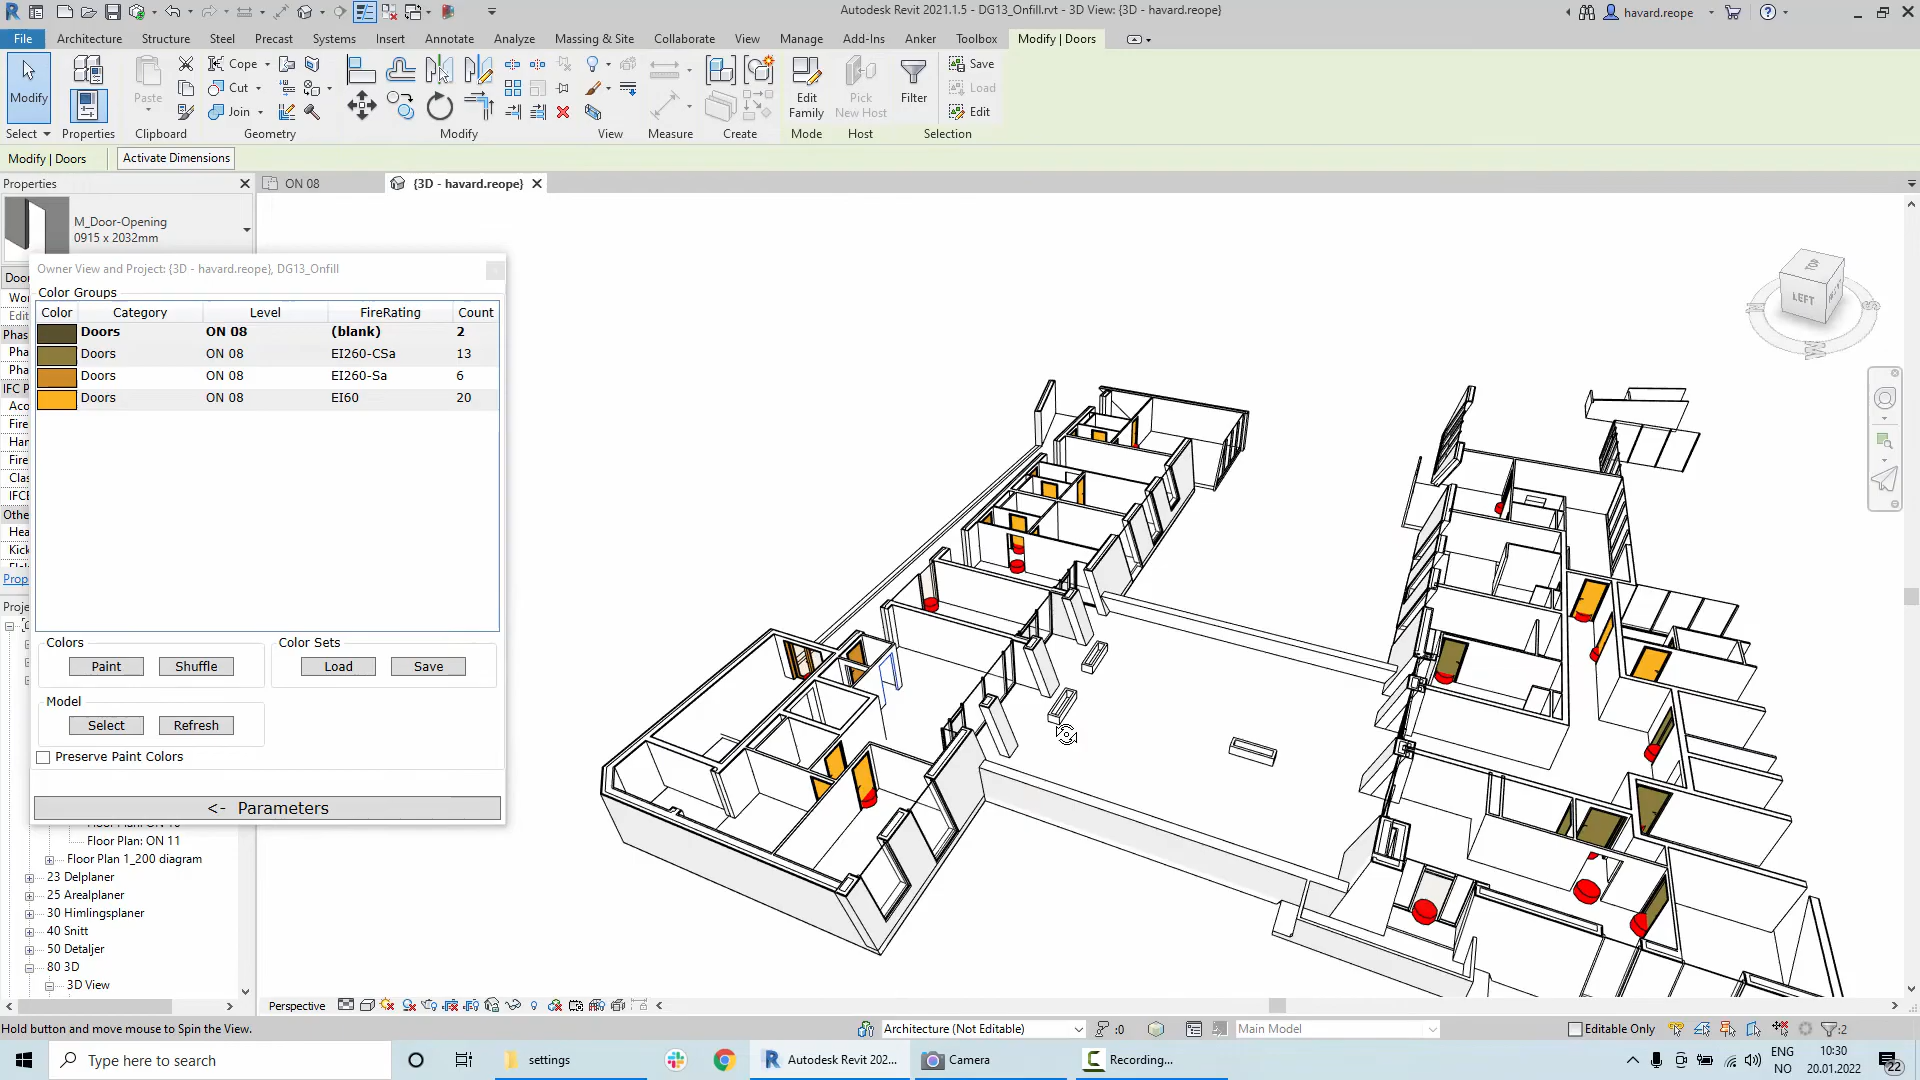 Autodesk Revit 2021.1.5 - DG13_Onfill.rvt - 3D View: {3D - havard.reope}
havard.reope
File Architecture Structure Steel Precast Systems Insert Annotate Analyze Massing & Site Collaborate View Manage Add-Ins Anker Toolbox Modify | Doors
Modify
Paste
Cope
Cut
Join
Edit Family
Pick New Host
Filter
Save
Load
Edit
Select Properties Clipboard Geometry Modify View Measure Create Mode Host Selection
Modify | Doors Activate Dimensions
Properties
ON 08
{3D - havard.reope}
M_Door-Opening
0915 x 2032mm
Owner View and Project: {3D - havard.reope}, DG13_Onfill
Color Groups
Color Category Level FireRating Count
Doors ON 08 (blank) 2
Doors ON 08 EI260-CSa 13
Doors ON 08 EI260-Sa 6
Doors ON 08 EI60 20
Colors
Color Sets
Paint Shuffle Load Save
Model
Select Refresh
Preserve Paint Colors
<- Parameters
Floor Plan: ON 11
Floor Plan 1_200 diagram
23 Delplaner
25 Arealplaner
30 Himlingsplaner
40 Snitt
50 Detaljer
80 3D
3D View
TOP
LEFT
Perspective
Hold button and move mouse to Spin the View.
Architecture (Not Editable)
:0
Main Model
Editable Only
:2
Type here to search
settings
Autodesk Revit 202...
Camera
Recording...
ENG
NO
10:30
20.01.2022
22